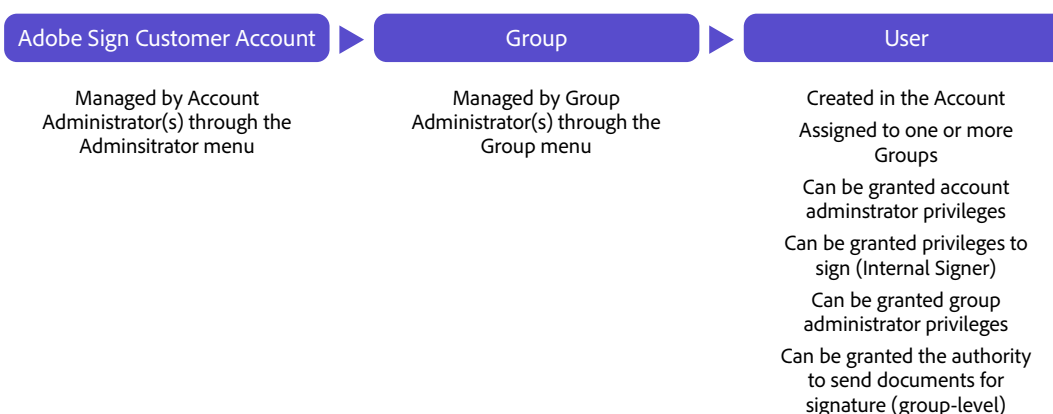 Adobe Sign Customer Account
Group
User
Managed by Account
Administrator(s) through the
Adminsitrator menu
Managed by Group
Administrator(s) through the
Group menu
Created in the Account
Assigned to one or more
Groups
Can be granted account
adminstrator privileges
Can be granted privileges to
sign (Internal Signer)
Can be granted group
administrator privileges
Can be granted the authority
to send documents for
signature (group-level)